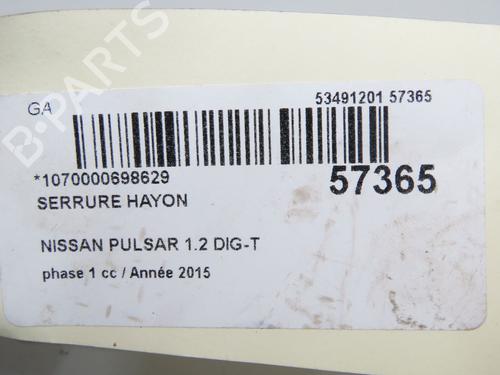 GA
53491201 57365
*1070000698629
57365
SERRURE HAYON
NISSAN PULSAR 1.2 DIG-T
phase 1 cc / Année 2015
B-PARTS